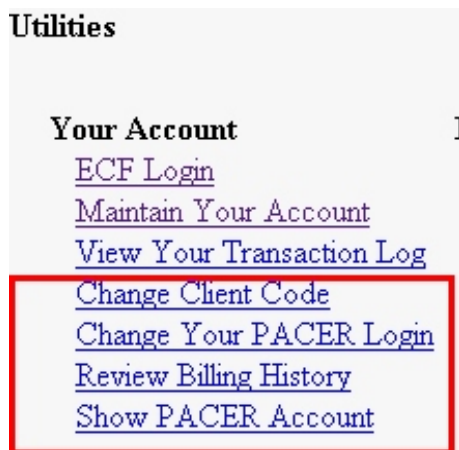 Utilities
Your Account
ECF Login
Maintain Your Account
View Your Transaction Log
Change Client Code
Change Your PACER Login
Review Billing History
Show PACER Account